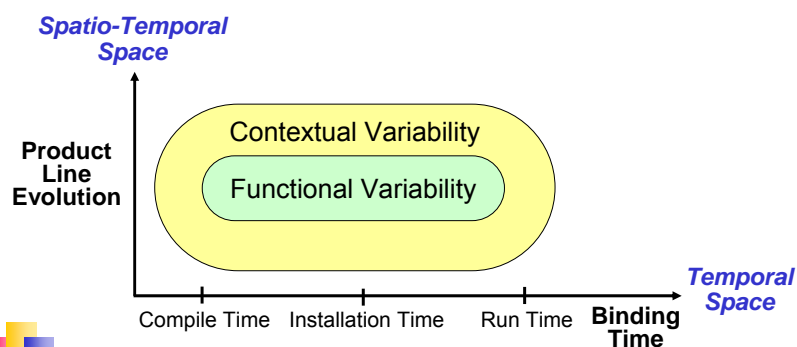 Spatio-Temporal
Space
Contextual Variability
Product
Line
Evolution
Functional Variability
Temporal
Space
Compile Time
Installation Time
Run Time
Binding
Time